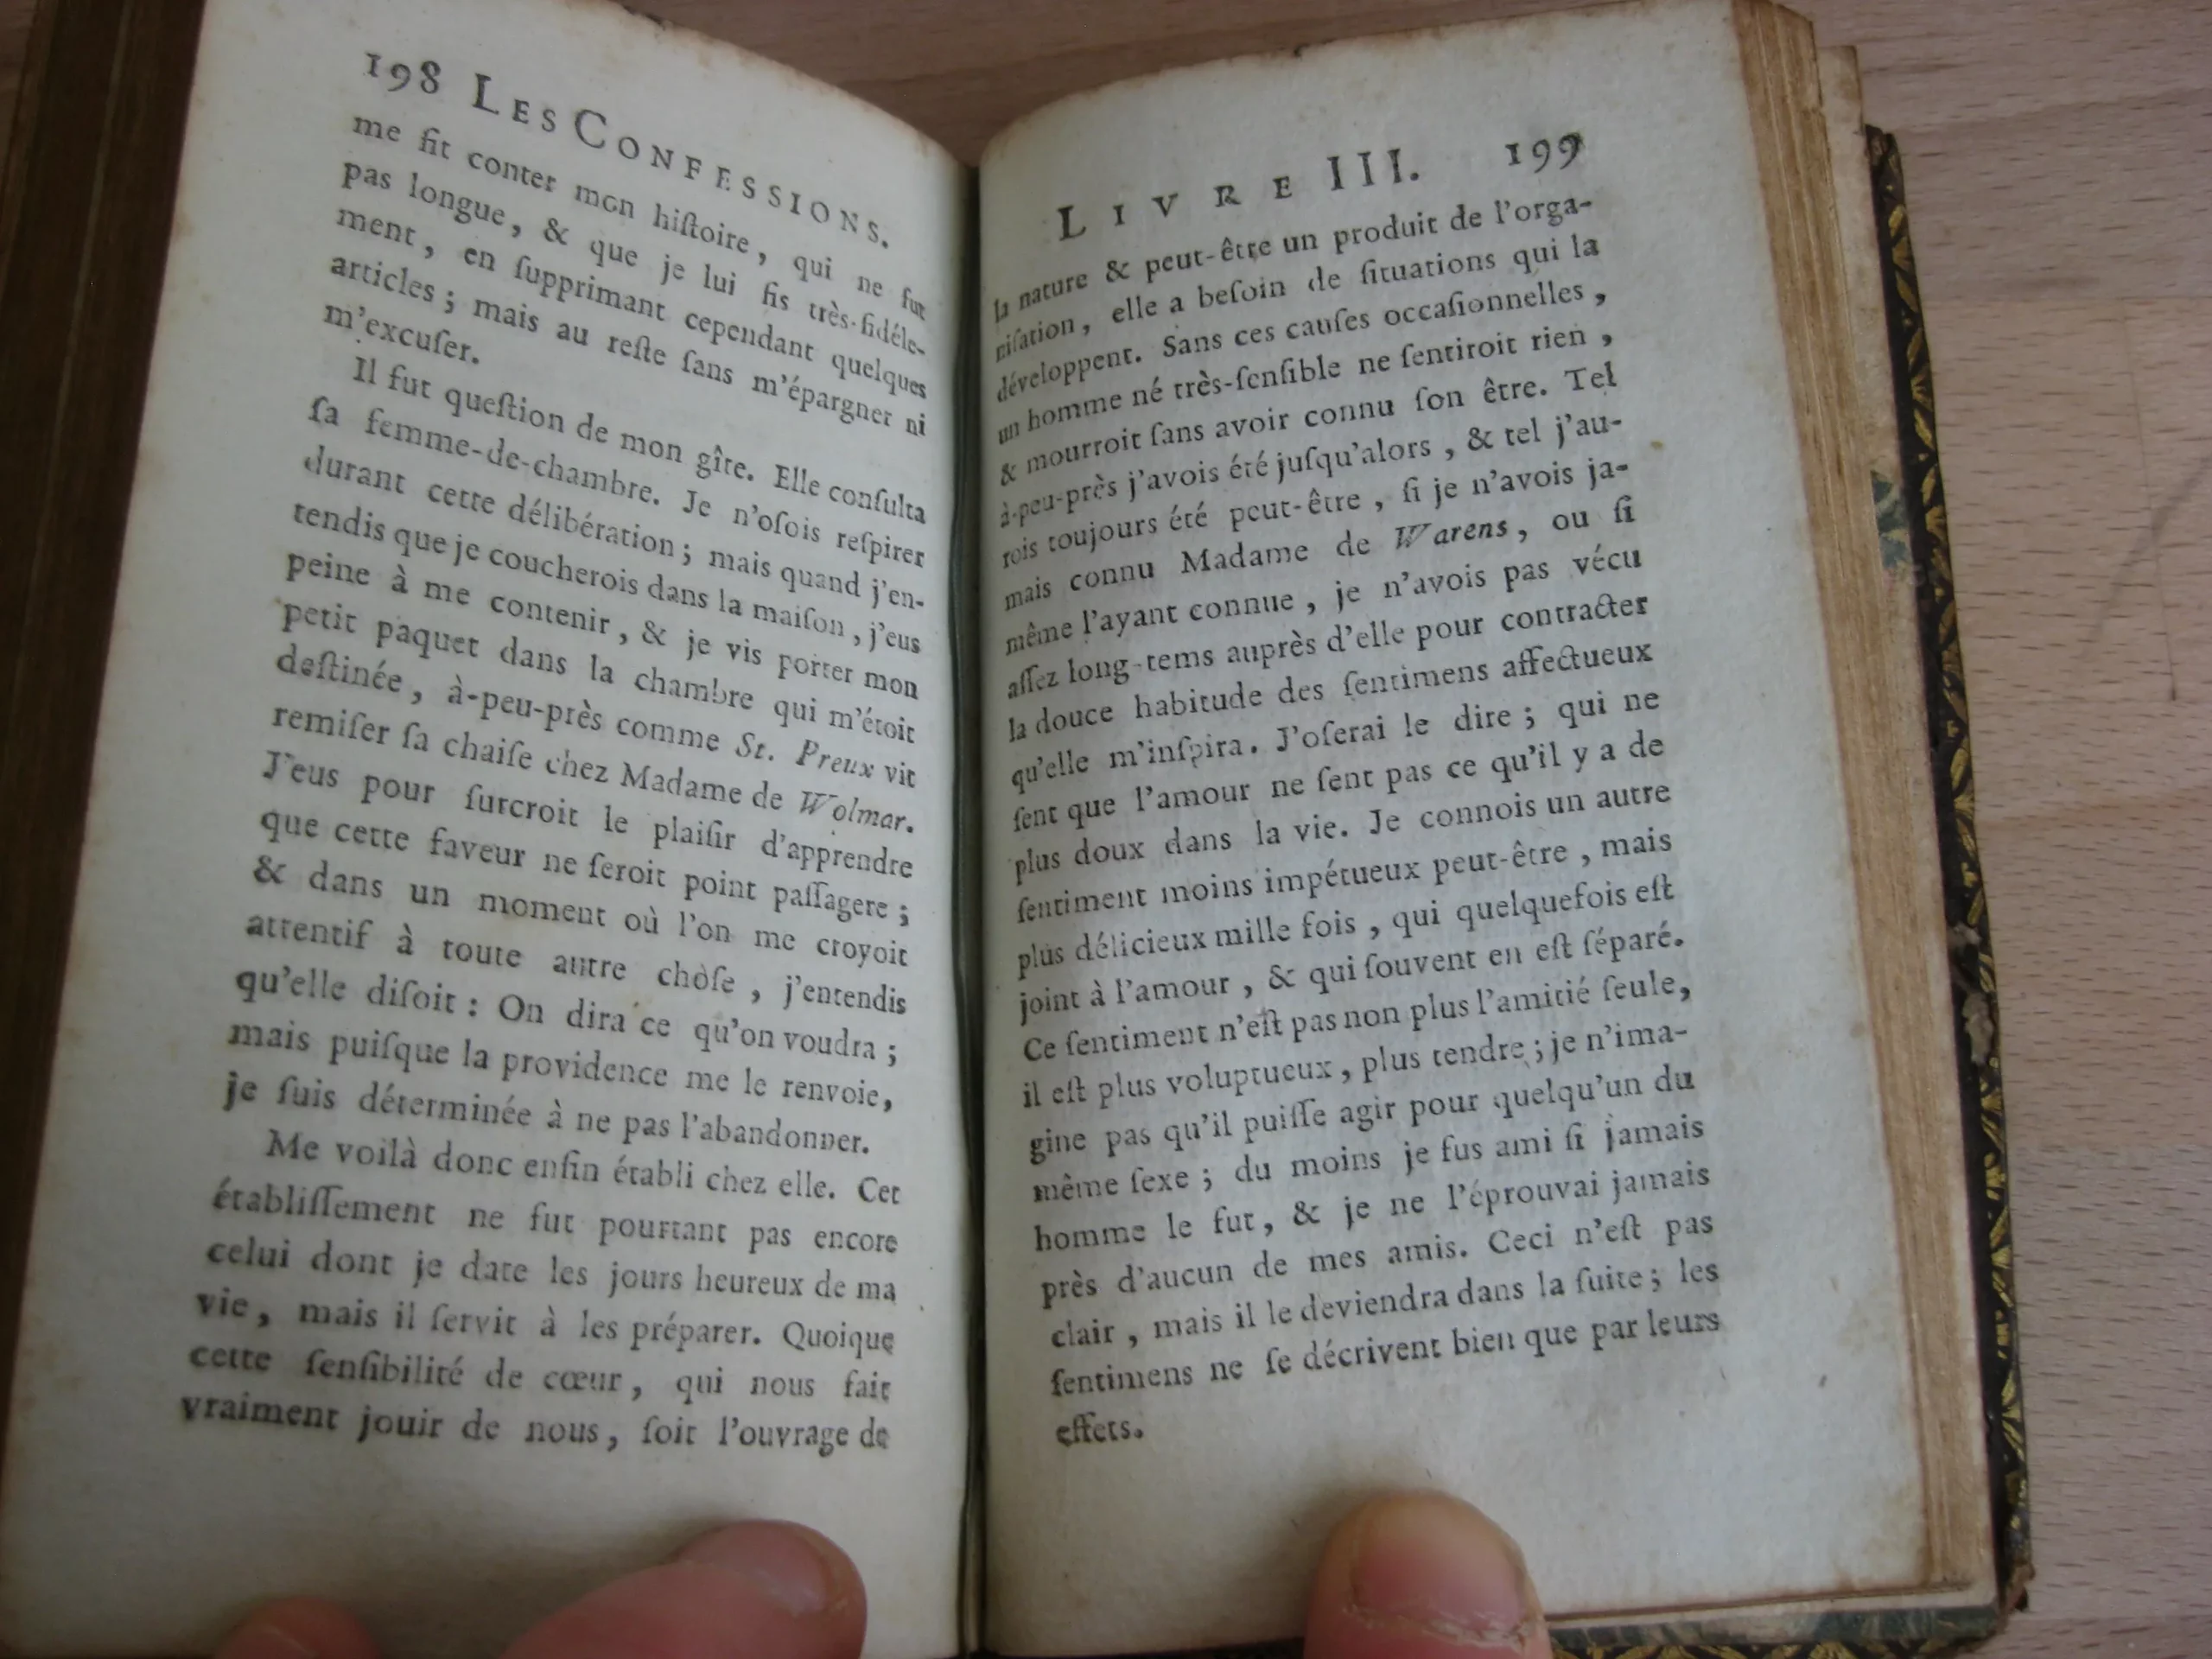 198 LES CONFESSIONS.
me fit conter mon hiſtoire, qui ne fut
pas longue, & que je lui fis très-fidéle-
ment, en ſupprimant cependant quelques
articles; mais au reſte ſans m'épargner ni
m'excuſer.
Il fut queſtion de mon gîte. Elle conſulta
ſa femme-de-chambre. Je n'oſois reſpirer
durant cette délibération; mais quand j'en-
tendis que je coucherois dans la maiſon, j'eus
peine à me contenir, & je vis porter mon
petit paquet dans la chambre qui m'étoit
deſtinée, à-peu-près comme St. Preux vit
remiſer ſa chaiſe chez Madame de Wolmar.
J'eus pour ſurcroit le plaiſir d'apprendre
que cette faveur ne ſeroit point paſſagere;
& dans un moment où l'on me croyoit
attentif à toute autre choſe, j'entendis
qu'elle diſoit: On dira ce qu'on voudra;
mais puiſque la providence me le renvoie,
je ſuis déterminée à ne pas l'abandonner.
Me voilà donc enfin établi chez elle. Cet
établiſſement ne fut pourtant pas encore
celui dont je date les jours heureux de ma
vie, mais il ſervit à les préparer. Quoique
cette ſenſibilité de cœur, qui nous fait
vraiment jouir de nous, ſoit l'ouvrage de
LIVRE III. 199
la nature & peut-être un produit de l'orga-
niſation, elle a beſoin de ſituations qui la
développent. Sans ces cauſes occaſionnelles,
un homme né très-ſenſible ne ſentiroit rien,
& mourroit ſans avoir connu ſon être. Tel
à-peu-près j'avois été juſqu'alors, & tel j'au-
rois toujours été peut-être, ſi je n'avois ja-
mais connu Madame de Warens, ou ſi
même l'ayant connue, je n'avois pas vécu
aſſez long-tems auprès d'elle pour contracter
la douce habitude des ſentimens affectueux
qu'elle m'inſpira. J'oſerai le dire; qui ne
ſent que l'amour ne ſent pas ce qu'il y a de
plus doux dans la vie. Je connois un autre
ſentiment moins impétueux peut-être, mais
plus délicieux mille fois, qui quelquefois eſt
joint à l'amour, & qui ſouvent en eſt ſéparé.
Ce ſentiment n'eſt pas non plus l'amitié ſeule,
il eſt plus voluptueux, plus tendre; je n'ima-
gine pas qu'il puiſſe agir pour quelqu'un du
même ſexe; du moins je fus ami ſi jamais
homme le fut, & je ne l'éprouvai jamais
près d'aucun de mes amis. Ceci n'eſt pas
clair, mais il le deviendra dans la ſuite; les
ſentimens ne ſe décrivent bien que par leurs
effets.